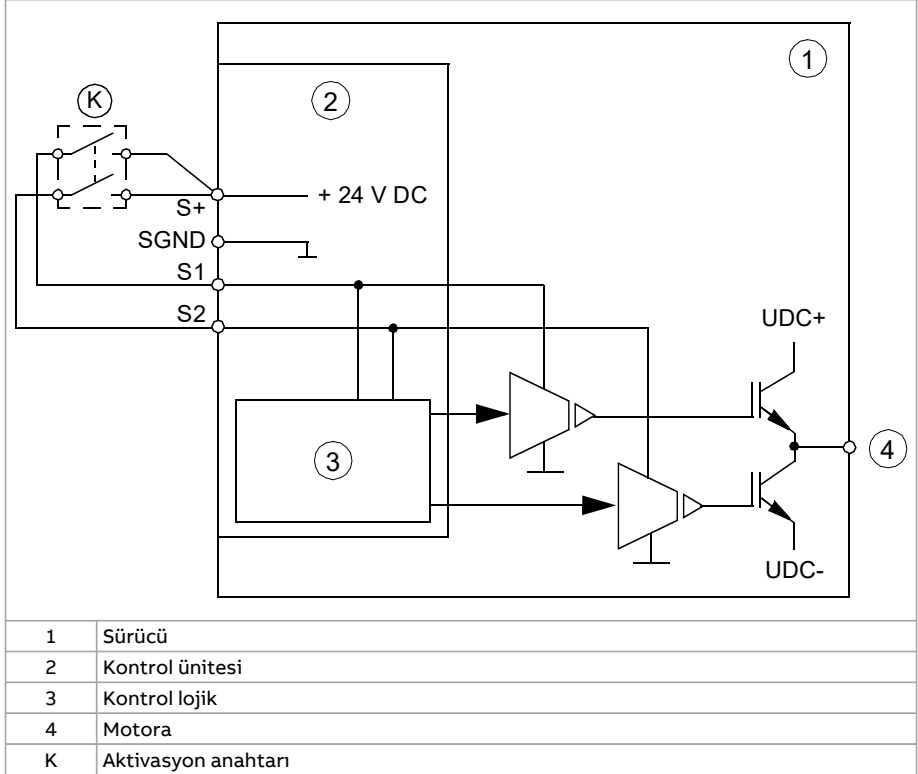 1
2
K
+ 24 V DC
S+
SGND
S1
S2
UDC+
3
4
UDC-
1 Sürücü
2 Kontrol ünitesi
3 Kontrol lojik
4 Motora
K Aktivasyon anahtarı